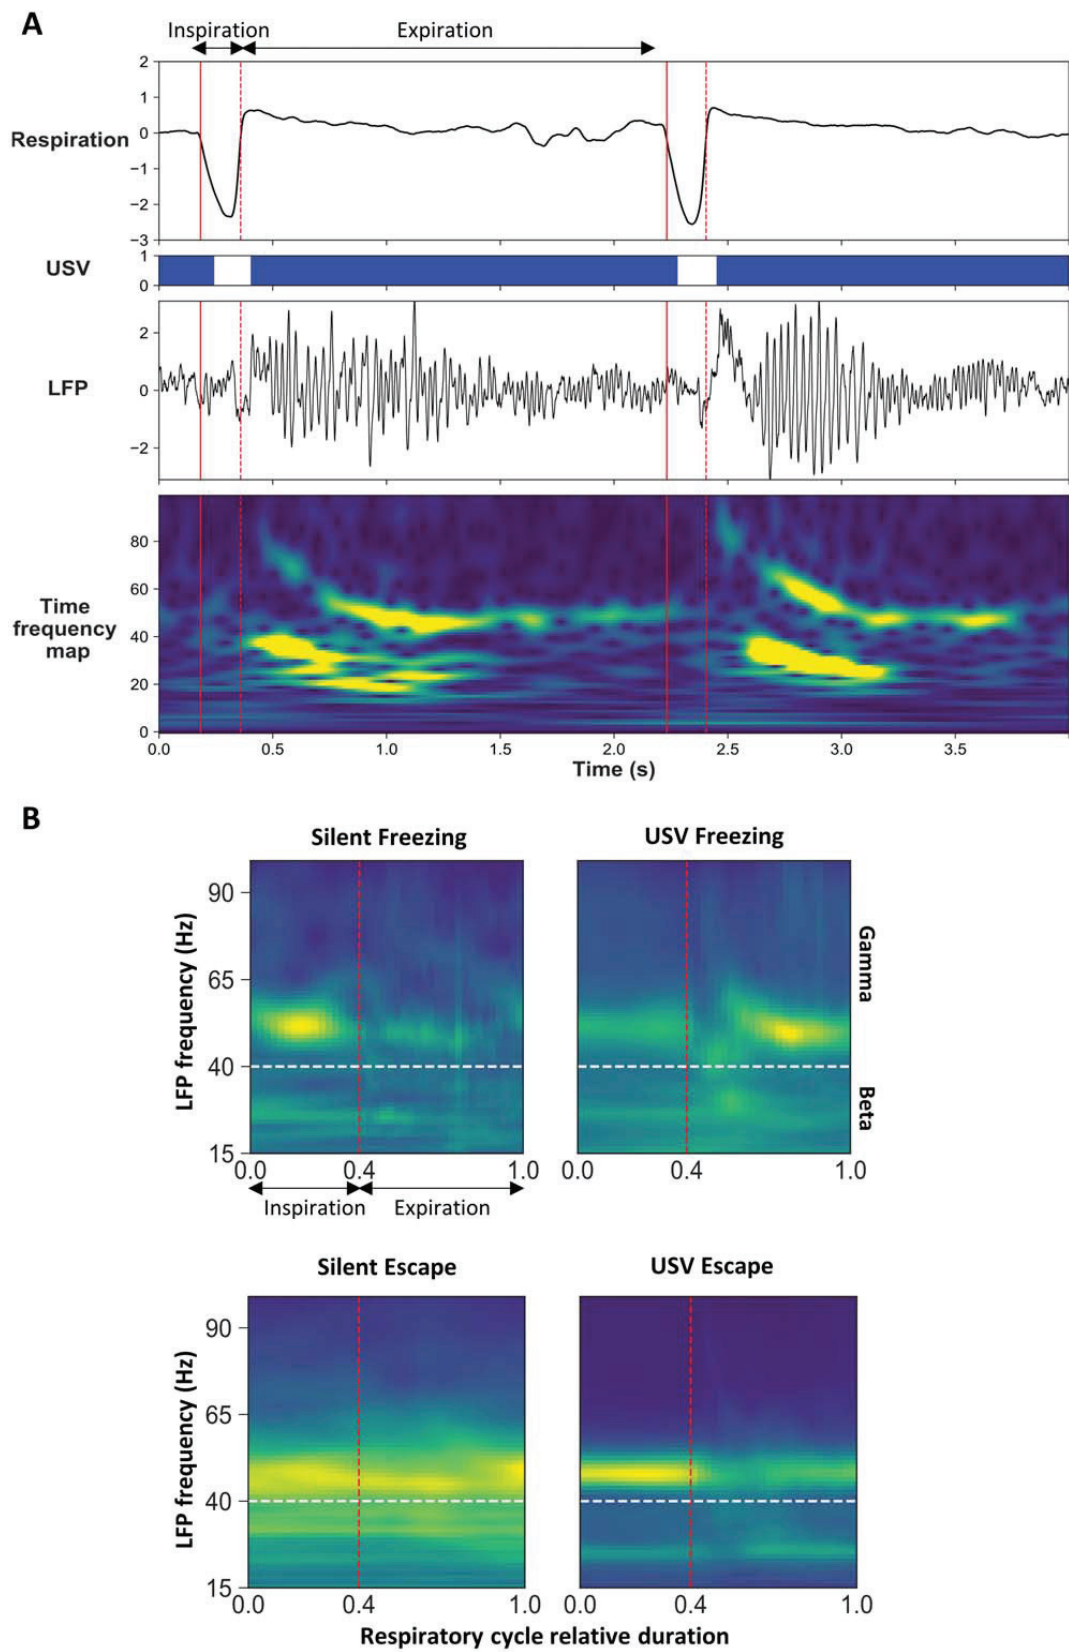 A
Inspiration
Expiration
Respiration
2
1
0
−1
−2
−3
USV
1
0
LFP
2
0
−2
Time
frequency
map
80
60
40
20
0
0.0 0.5 1.0 1.5 2.0 2.5 3.0 3.5
Time (s)
B
Silent Freezing
USV Freezing
LFP frequency (Hz)
90
65
40
15
Gamma
Beta
0.0 0.4 1.0
0.0 0.4 1.0
Inspiration Expiration
Silent Escape
USV Escape
LFP frequency (Hz)
90
65
40
15
0.0 0.4 1.0
0.0 0.4 1.0
Respiratory cycle relative duration